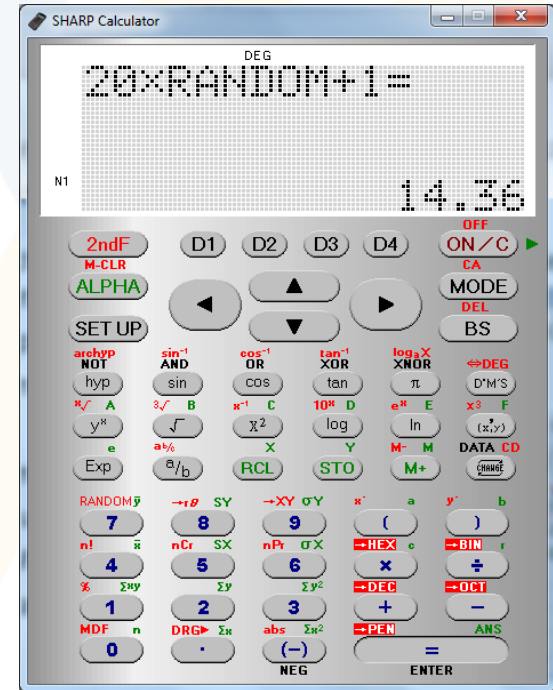 SHARP Calculator
DEG
20×RANDOM+1=
N1
14.36
OFF
2ndF D1 D2 D3 D4 ON/C
M-CLR CA
ALPHA ◄ ▲ ► MODE
DEL
SET UP ▼ BS
archyp sin⁻¹ cos⁻¹ tan⁻¹ logₐX
NOT AND OR XOR XNOR ⇔DEG
hyp sin cos tan π D°M'S
ˣ√ A ³√ B x⁻¹ C 10ˣ D eˣ E x³ F
yˣ √ X² log ln (x,y)
e aᵇ/c X Y M- M DATA CD
Exp a/b RCL STO M+ CHANGE
RANDOM ȳ →rθ SY →XY σY x´ a y´ b
7 8 9 ( )
n! x̄ nCr SX nPr σX →HEX c →BIN r
4 5 6 × ÷
% Σxy Σy Σy² →DEC →OCT
1 2 3 + −
MDF n DRG► Σx abs Σx² →PEN ANS
0 · (−) =
NEG ENTER